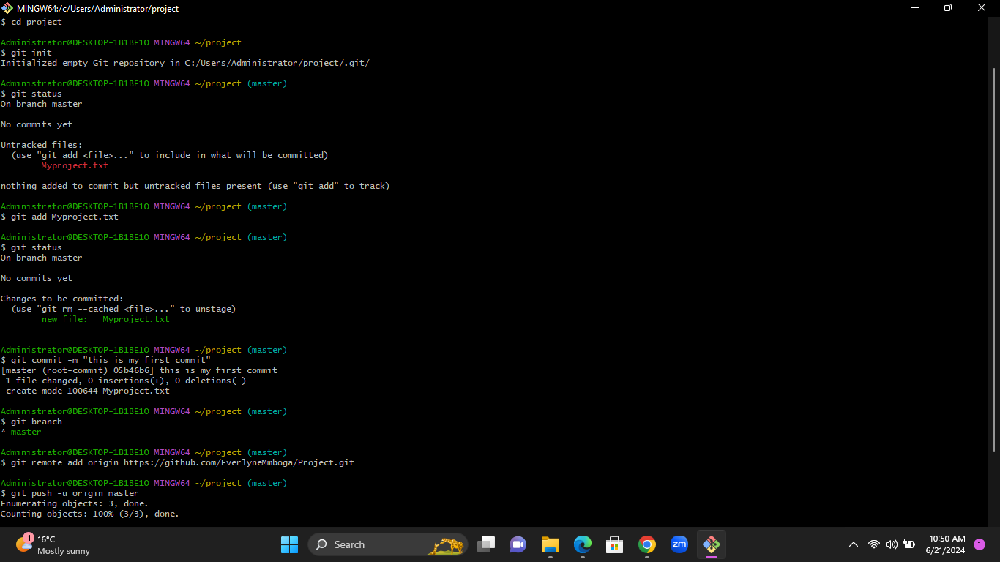 MINGW64:/c/Users/Administrator/project
$ cd project
Administrator@DESKTOP-1B1BE1O MINGW64 ~/project
$ git init
Initialized empty Git repository in C:/Users/Administrator/project/.git/
Administrator@DESKTOP-1B1BE1O MINGW64 ~/project (master)
$ git status
On branch master
No commits yet
Untracked files:
  (use "git add <file>..." to include in what will be committed)
        Myproject.txt
nothing added to commit but untracked files present (use "git add" to track)
Administrator@DESKTOP-1B1BE1O MINGW64 ~/project (master)
$ git add Myproject.txt
Administrator@DESKTOP-1B1BE1O MINGW64 ~/project (master)
$ git status
On branch master
No commits yet
Changes to be committed:
  (use "git rm --cached <file>..." to unstage)
        new file:   Myproject.txt
Administrator@DESKTOP-1B1BE1O MINGW64 ~/project (master)
$ git commit -m "this is my first commit"
[master (root-commit) 05b46b6] this is my first commit
 1 file changed, 0 insertions(+), 0 deletions(-)
 create mode 100644 Myproject.txt
Administrator@DESKTOP-1B1BE1O MINGW64 ~/project (master)
$ git branch
* master
Administrator@DESKTOP-1B1BE1O MINGW64 ~/project (master)
$ git remote add origin https://github.com/EverlyneMmboga/Project.git
Administrator@DESKTOP-1B1BE1O MINGW64 ~/project (master)
$ git push -u origin master
Enumerating objects: 3, done.
Counting objects: 100% (3/3), done.
1
16°C
Mostly sunny
Search
zm
10:50 AM
6/21/2024
1